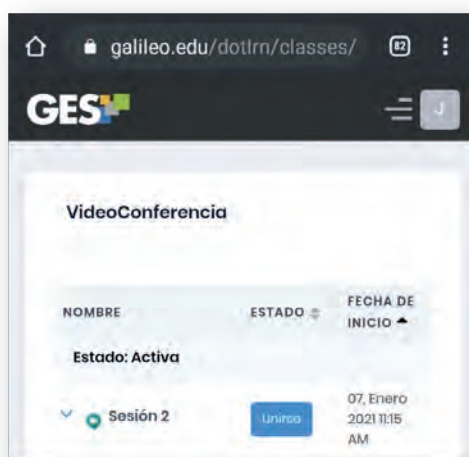 galileo.edu/dotlrn/classes/ 82
GES
J
VideoConferencia
NOMBRE ESTADO FECHA DE INICIO
Estado: Activa
Sesión 2 Unirse 07, Enero 2021 11:15 AM